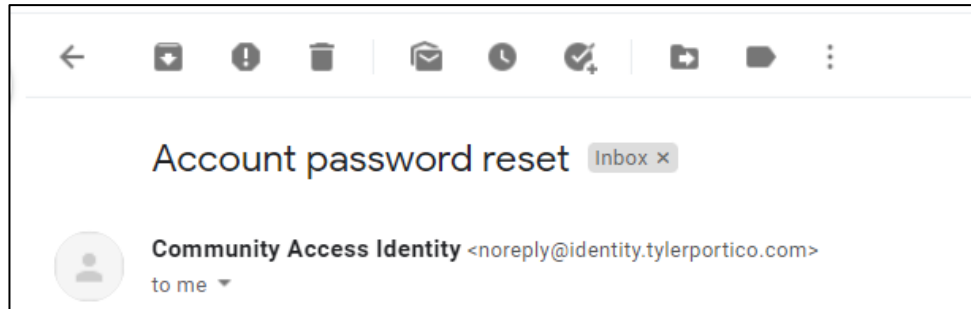 Account password reset Inbox ×
Community Access Identity <noreply@identity.tylerportico.com>
to me